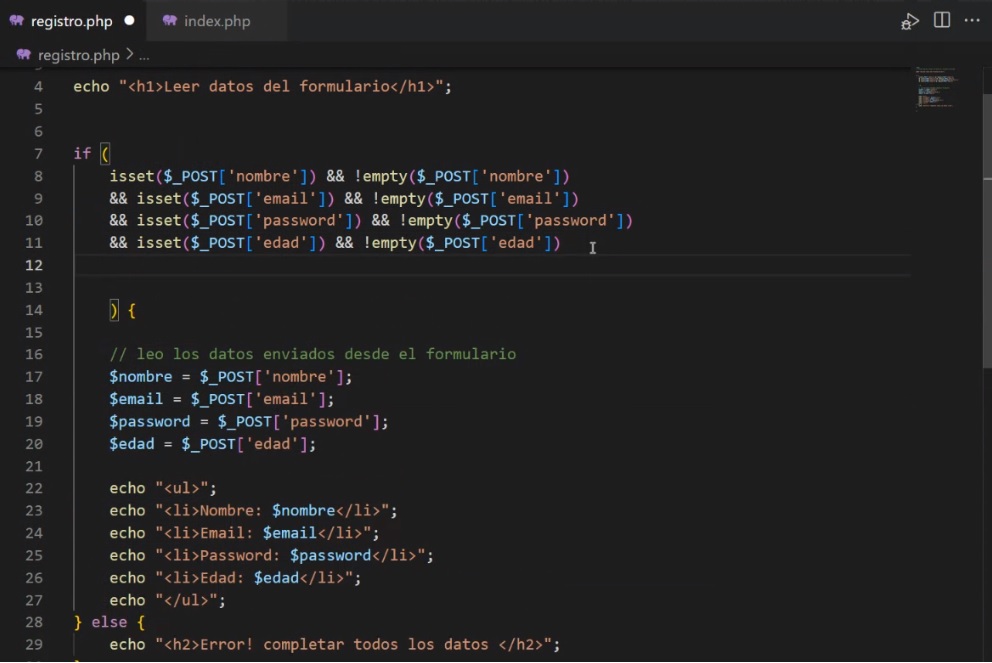 registro.php ● index.php ...
registro.php > ...
4 echo "<h1>Leer datos del formulario</h1>";
5
6
7 if (
8 isset($_POST['nombre']) && !empty($_POST['nombre'])
9 && isset($_POST['email']) && !empty($_POST['email'])
10 && isset($_POST['password']) && !empty($_POST['password'])
11 && isset($_POST['edad']) && !empty($_POST['edad'])
12
13
14 ) {
15
16 // leo los datos enviados desde el formulario
17 $nombre = $_POST['nombre'];
18 $email = $_POST['email'];
19 $password = $_POST['password'];
20 $edad = $_POST['edad'];
21
22 echo "<ul>";
23 echo "<li>Nombre: $nombre</li>";
24 echo "<li>Email: $email</li>";
25 echo "<li>Password: $password</li>";
26 echo "<li>Edad: $edad</li>";
27 echo "</ul>";
28 } else {
29 echo "<h2>Error! completar todos los datos </h2>";